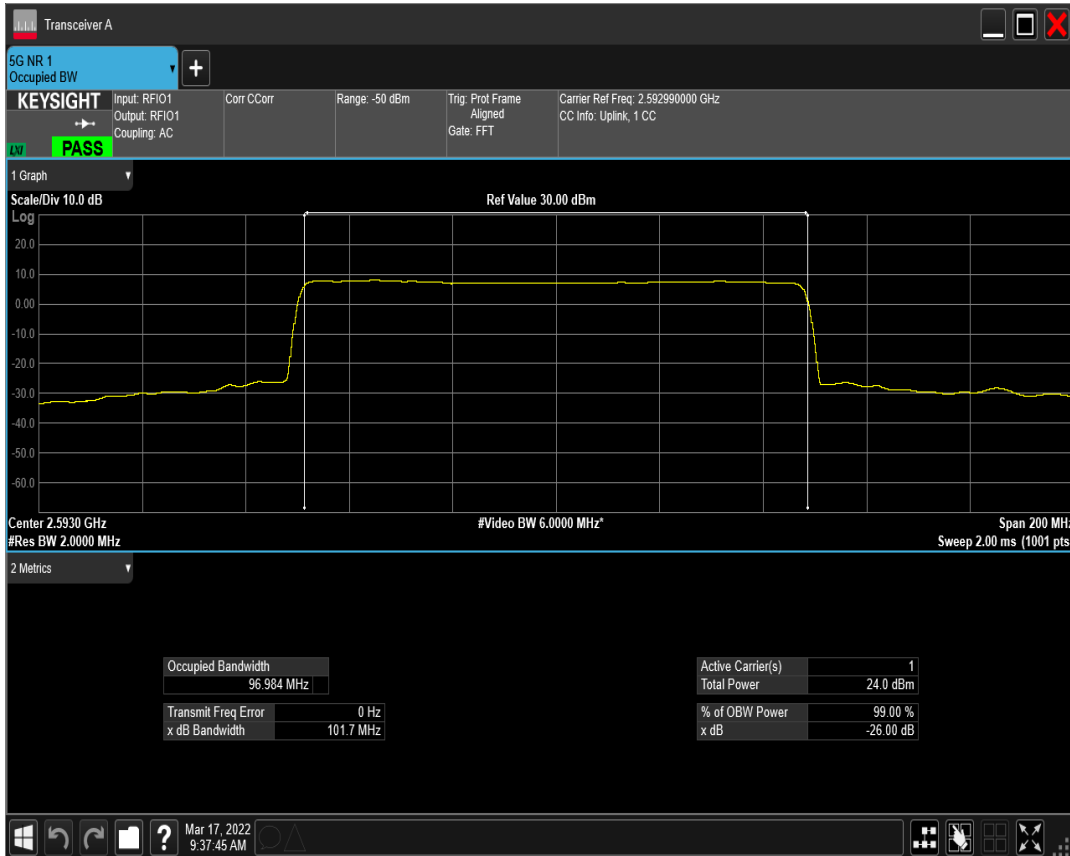 Transceiver A
5G NR 1
Occupied BW
KEYSIGHT
LXI
PASS
Input: RFIO1
Output: RFIO1
Coupling: AC
Corr CCorr
Range: -50 dBm
Trig: Prot Frame
Aligned
Gate: FFT
Carrier Ref Freq: 2.592990000 GHz
CC Info: Uplink, 1 CC
1 Graph
Scale/Div 10.0 dB
Ref Value 30.00 dBm
Log
20.0
10.0
0.00
-10.0
-20.0
-30.0
-40.0
-50.0
-60.0
Center 2.5930 GHz
#Video BW 6.0000 MHz*
Span 200 MHz
#Res BW 2.0000 MHz
Sweep 2.00 ms (1001 pts
2 Metrics
Occupied Bandwidth
96.984 MHz
Transmit Freq Error 0 Hz
x dB Bandwidth 101.7 MHz
Active Carrier(s) 1
Total Power 24.0 dBm
% of OBW Power 99.00 %
x dB -26.00 dB
?
Mar 17, 2022
9:37:45 AM